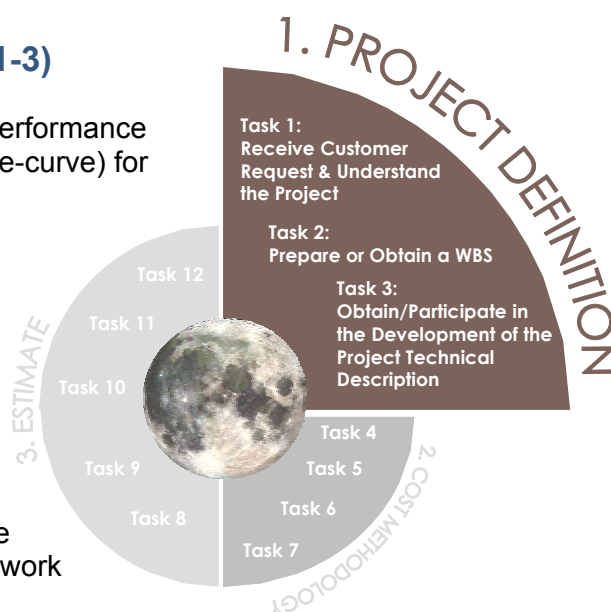 1-3)
erformance
e-curve) for
e
work
1. PROJECT DEFINITION
Task 1:
Receive Customer
Request & Understand
the Project
Task 2:
Prepare or Obtain a WBS
Task 3:
Obtain/Participate in
the Development of the
Project Technical
Description
Task 4
Task 5
Task 6
Task 7
2. COST METHODOLOGY
Task 8
Task 9
Task 10
Task 11
Task 12
3. ESTIMATE